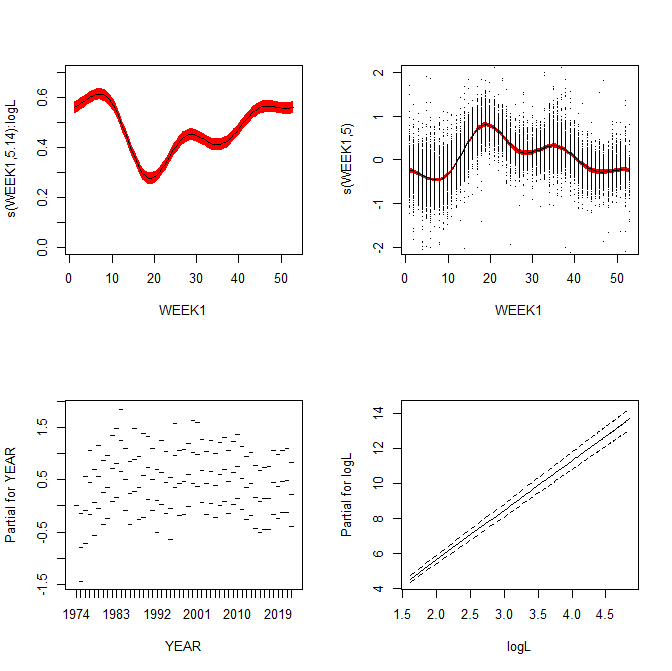 s(WEEK1,5.14):logL
0.0 0.2 0.4 0.6
0 10 20 30 40 50
WEEK1
s(WEEK1,5)
-2 -1 0 1 2
0 10 20 30 40 50
WEEK1
Partial for YEAR
-1.5 -0.5 0.5 1.5
1974 1983 1992 2001 2010 2019
YEAR
Partial for logL
4 6 8 10 12 14
1.5 2.0 2.5 3.0 3.5 4.0 4.5
logL